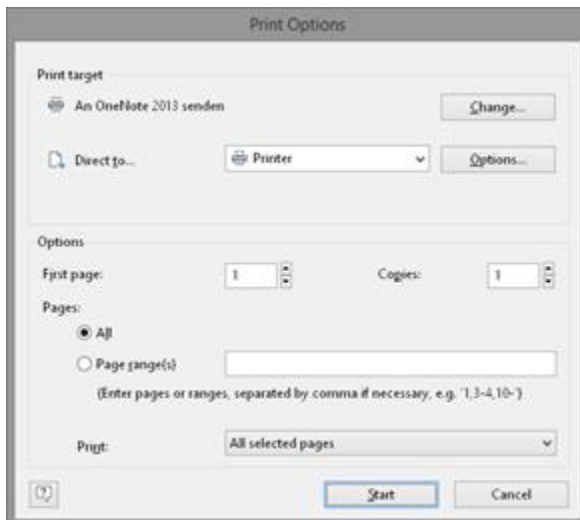 Print Options
Print target
An OneNote 2013 senden
Change...
Direct to...
Printer
Options...
Options
First page:
1
Copies:
1
Pages:
All
Page range(s)
(Enter pages or ranges, separated by comma if necessary, e.g. '1,3-4,10-')
Print:
All selected pages
?
Start
Cancel